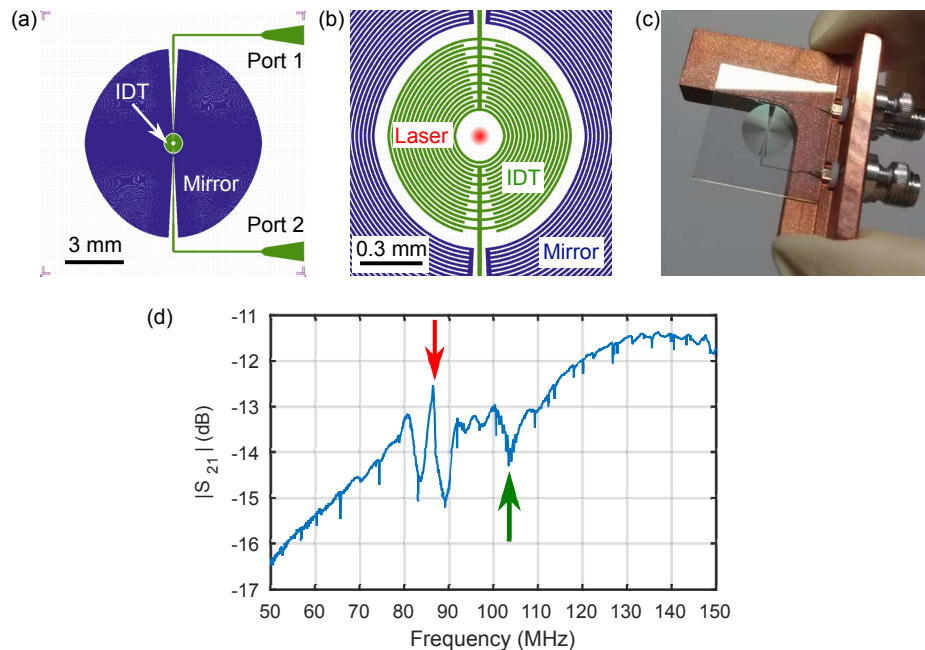 (a)
Port 1
IDT
Mirror
Port 2
3 mm
(b)
Laser
IDT
0.3 mm
Mirror
(c)
(d)
|S 21 | (dB)
-11
-12
-13
-14
-15
-16
-17
50 60 70 80 90 100 110 120 130 140 150
Frequency (MHz)